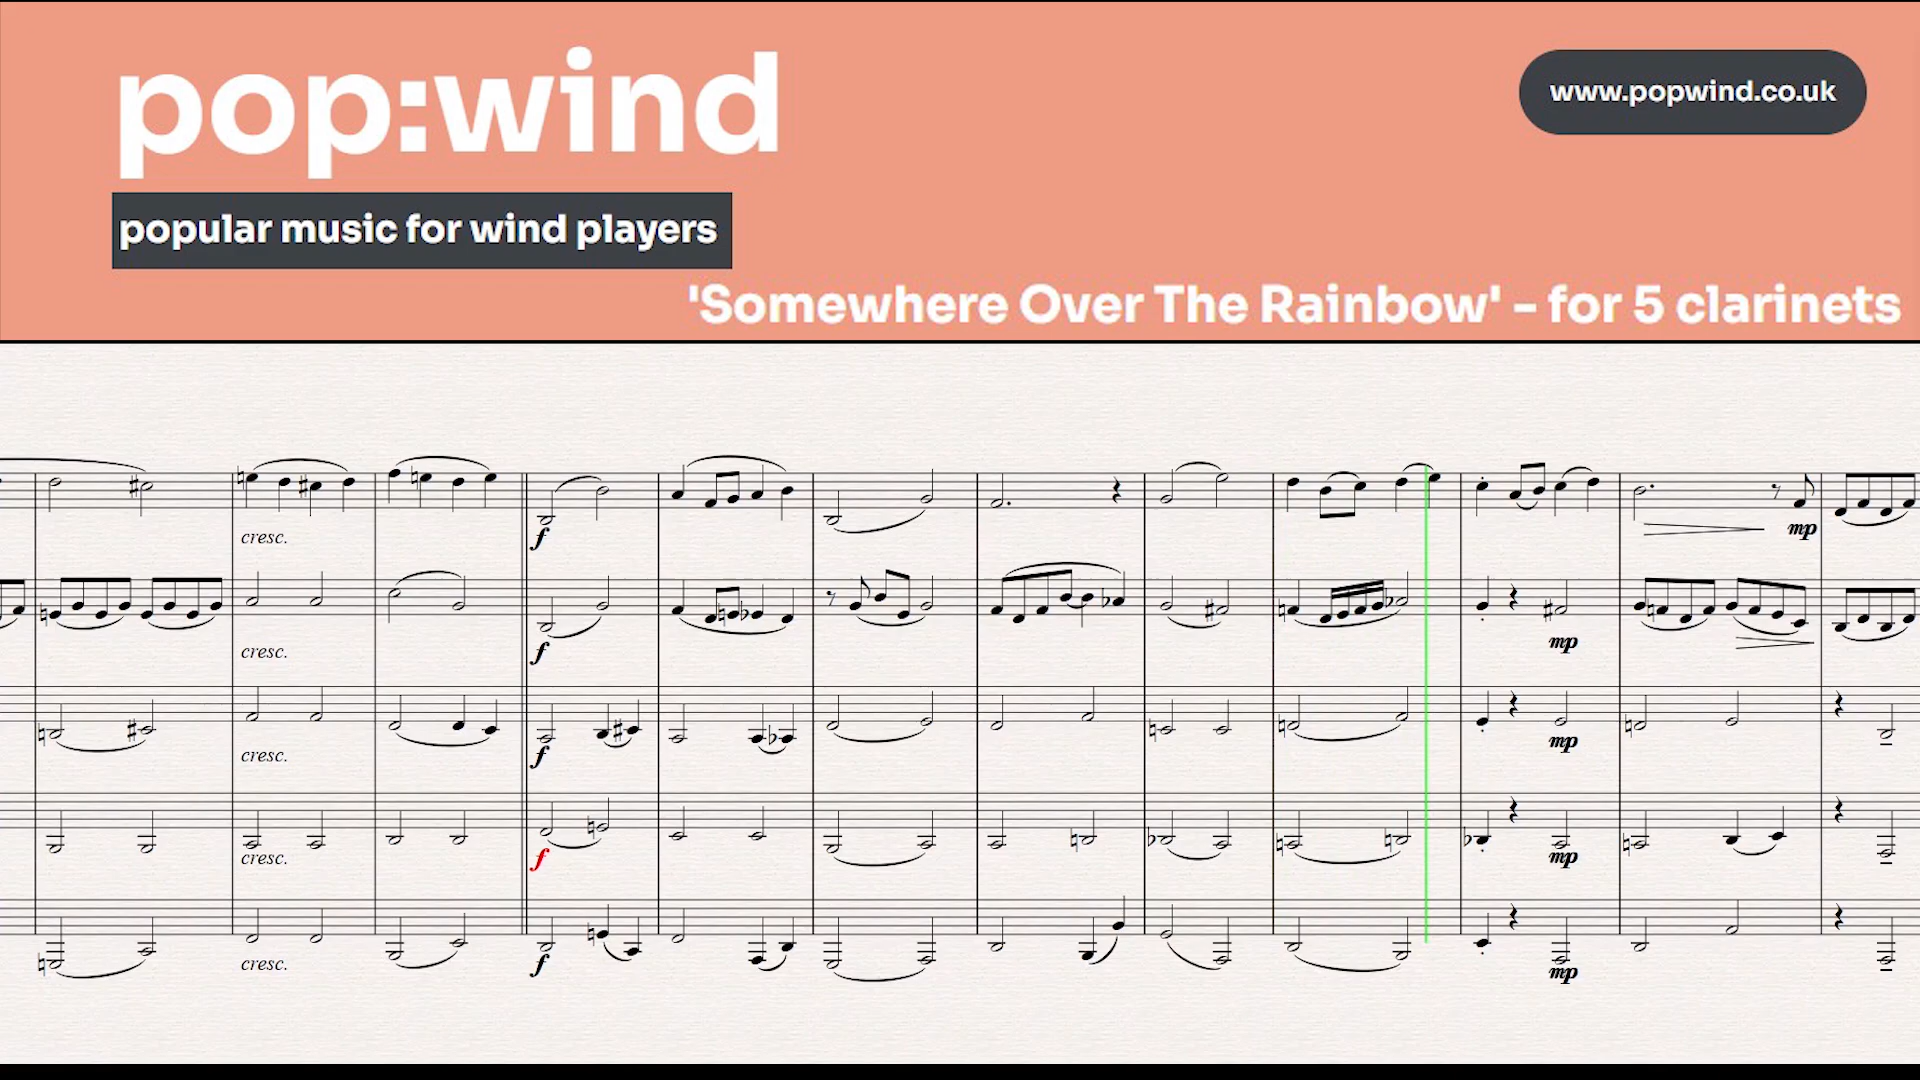 pop:wind
www.popwind.co.uk
popular music for wind players
'Somewhere Over The Rainbow' - for 5 clarinets
cresc.
f
mp
cresc.
f
mp
cresc.
f
mp
cresc.
f
mp
cresc.
f
mp